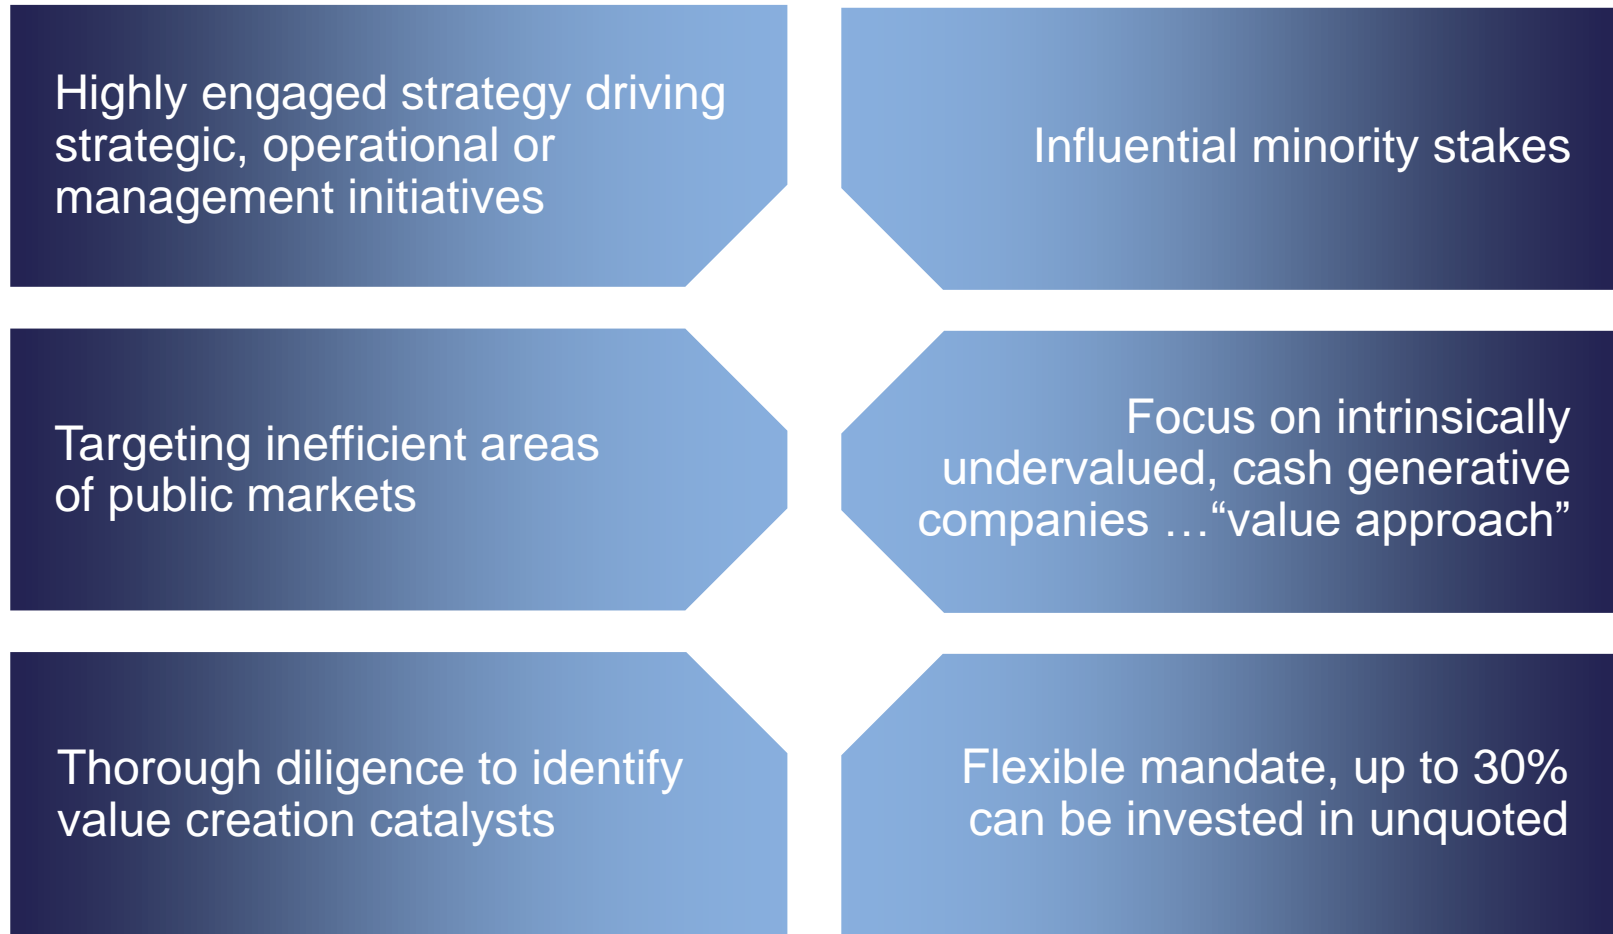 Highly engaged strategy driving
strategic, operational or
management initiatives
Influential minority stakes
Targeting inefficient areas
of public markets
Focus on intrinsically
undervalued, cash generative
companies …“value approach”
Thorough diligence to identify
value creation catalysts
Flexible mandate, up to 30%
can be invested in unquoted